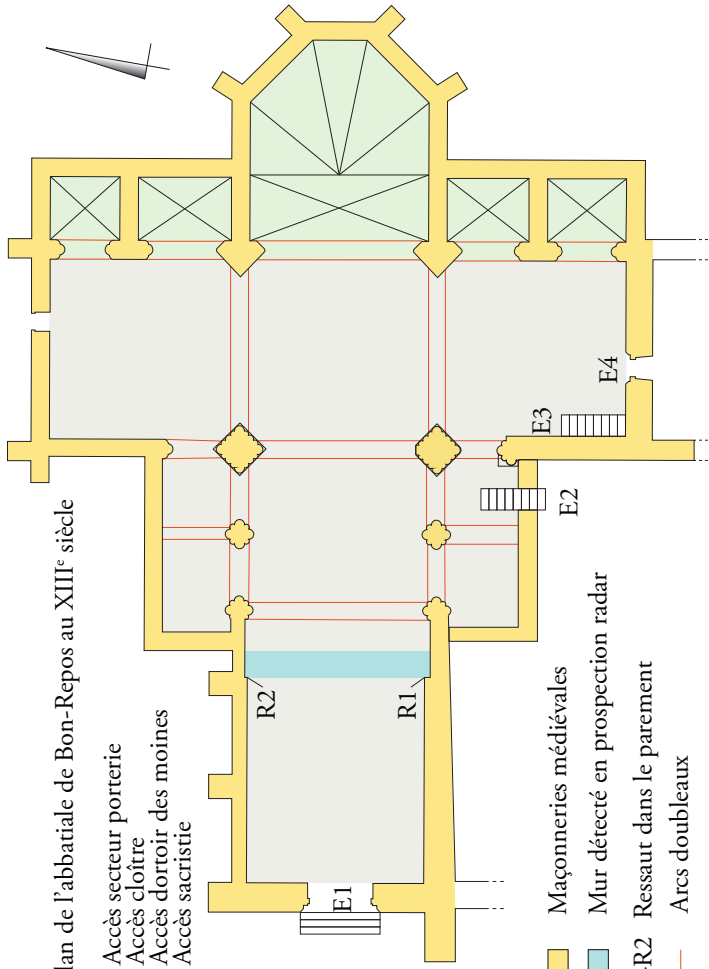 lan de l'abbatiale de Bon-Repos au XIIIᵉ siècle
Accès secteur porterie
Accès cloître
Accès dortoir des moines
Accès sacristie
R2
R1
E1
E2
E3
E4
Maçonneries médiévales
Mur détecté en prospection radar
R2 Ressaut dans le parement
Arcs doubleaux